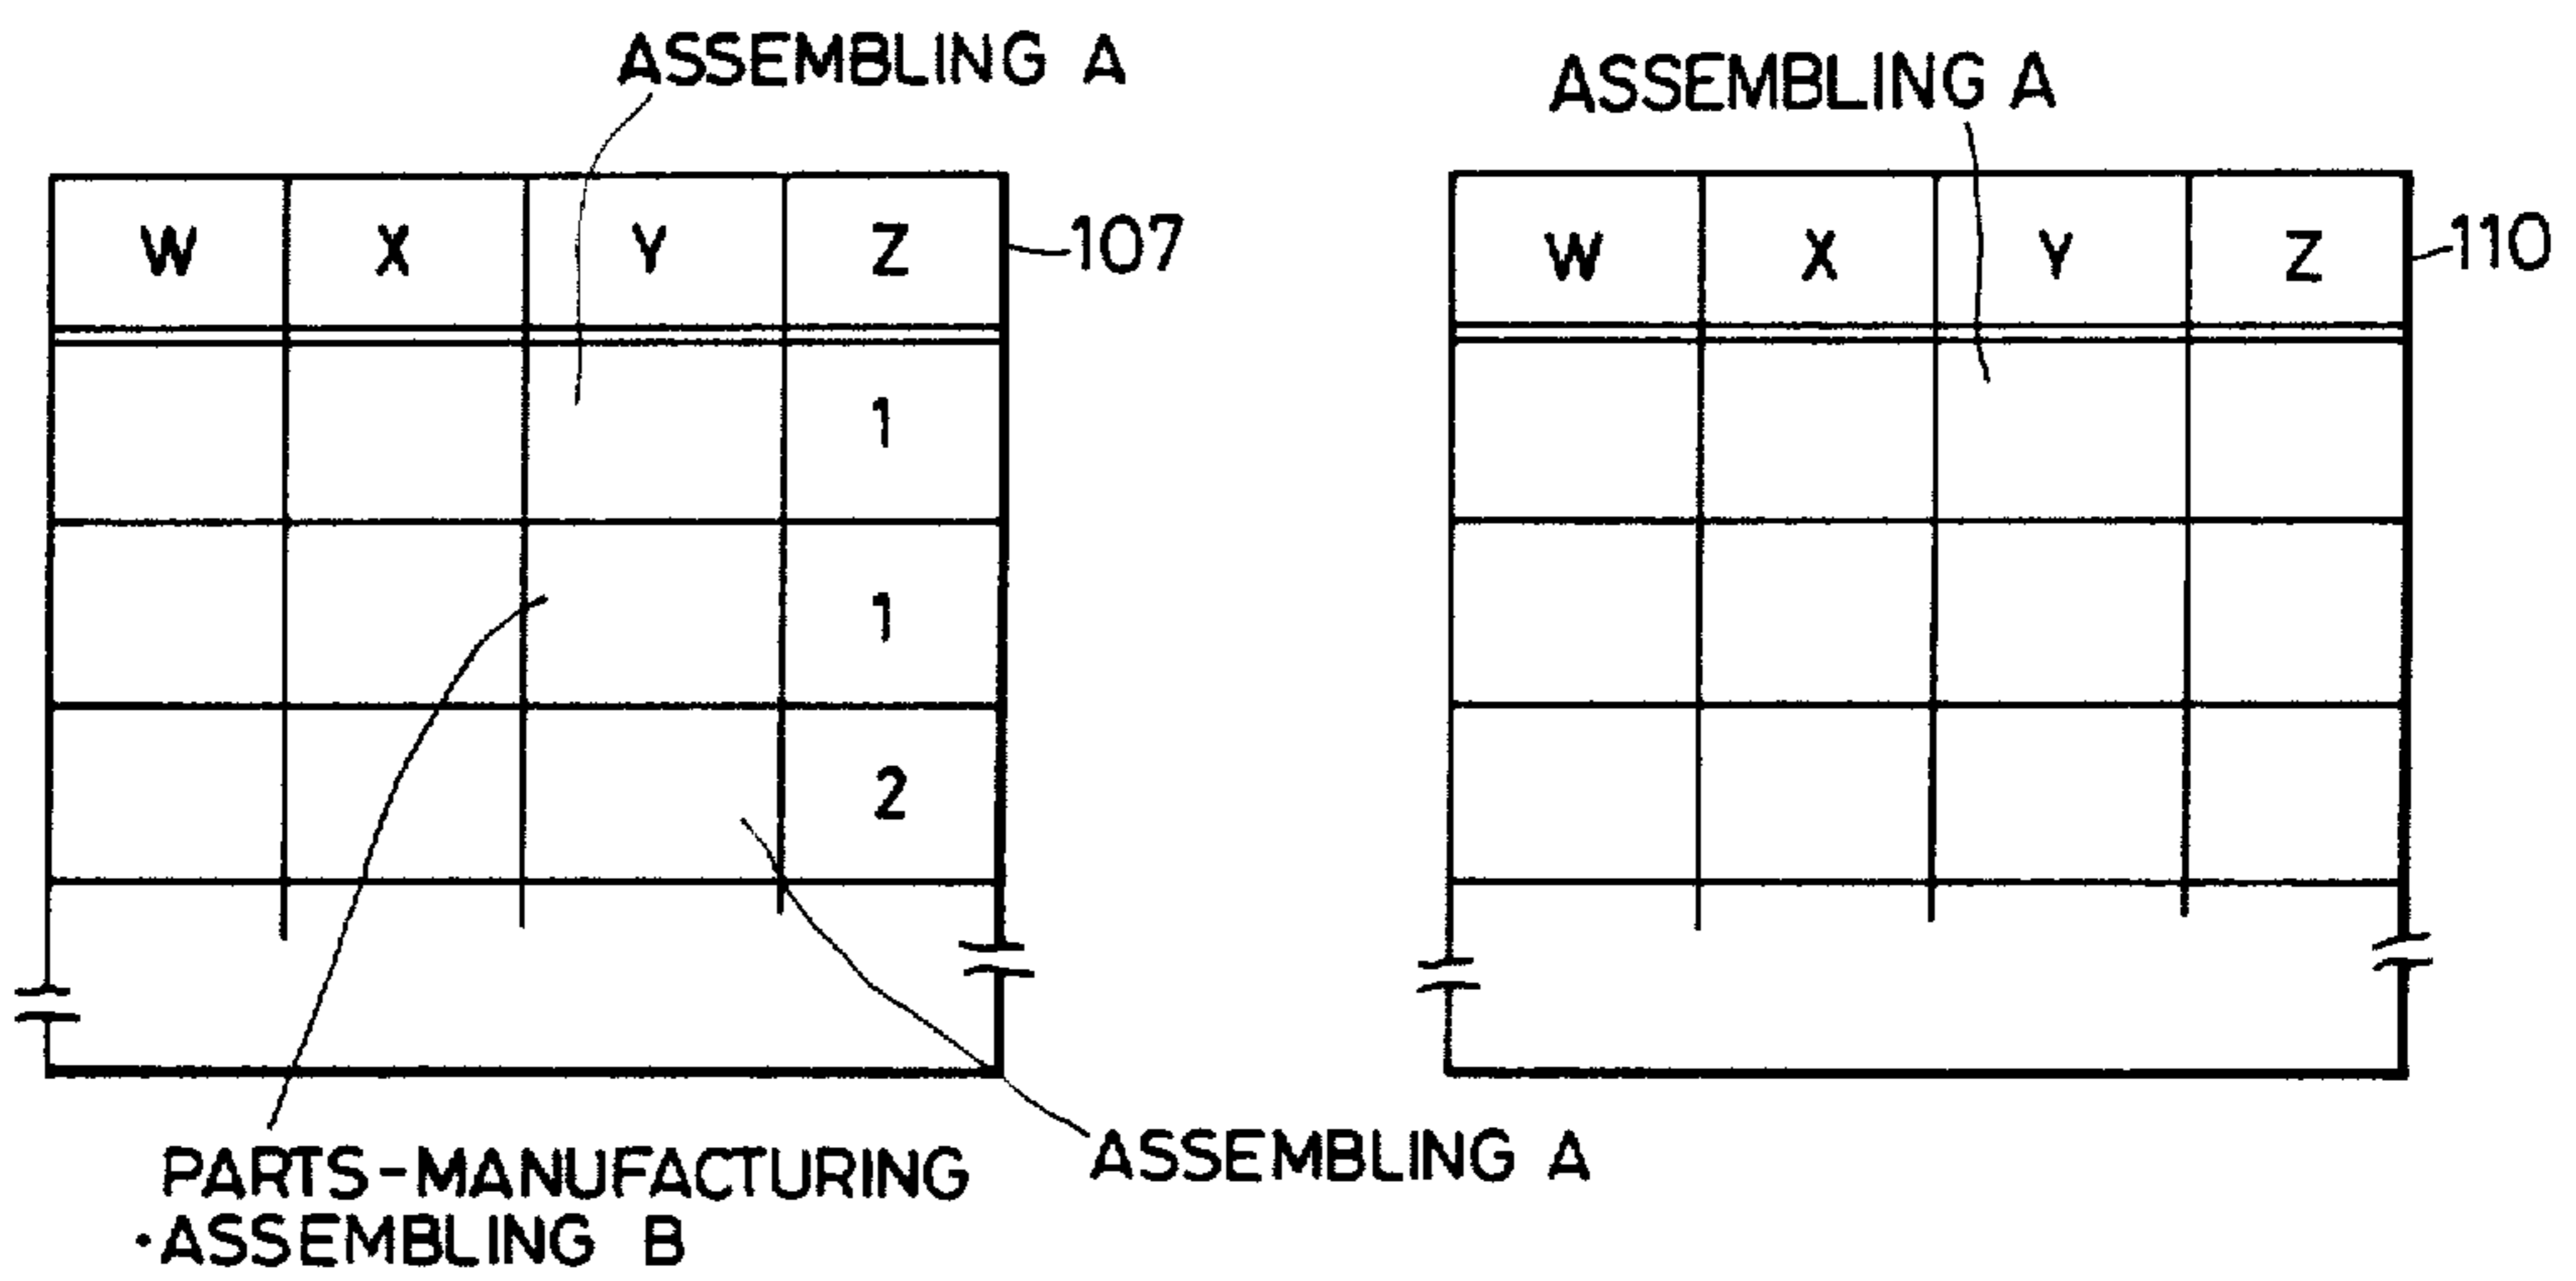 ASSEMBLING A
W X Y Z
107
1
1
2
PARTS-MANUFACTURING
·ASSEMBLING B
ASSEMBLING A
ASSEMBLING A
W X Y Z
110